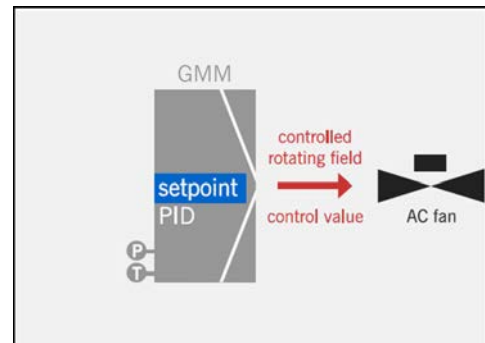 GMM
controlled
rotating field
setpoint
PID
control value
AC fan
P
T